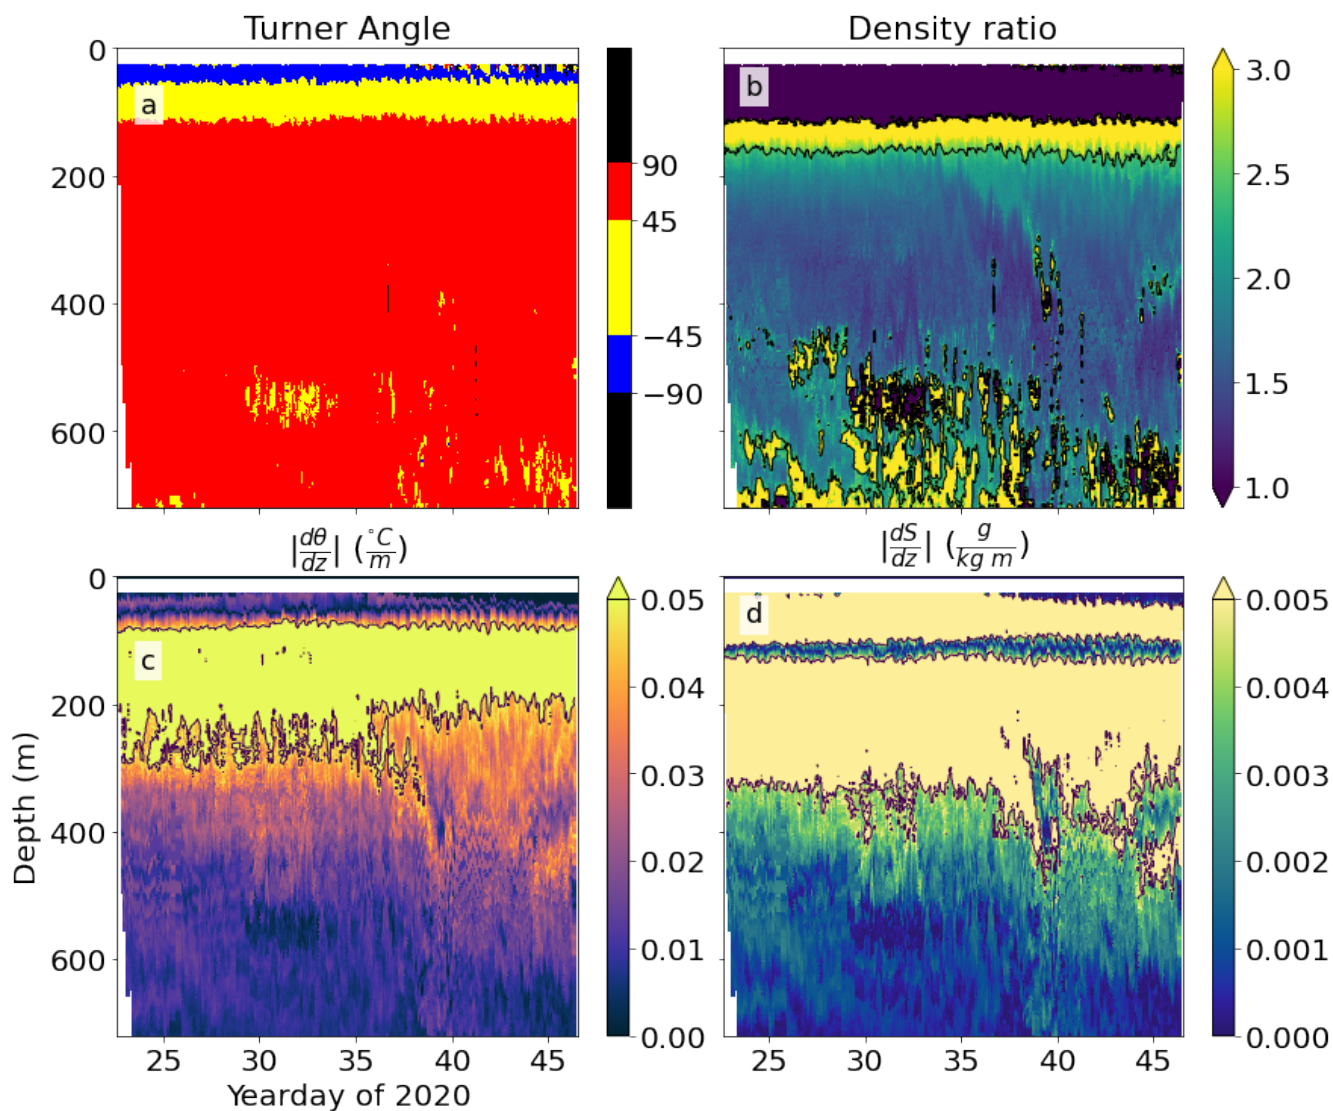 Turner Angle
Density ratio
a
b
0
200
400
600
90
45
−45
−90
3.0
2.5
2.0
1.5
1.0
|dθ/dz| (°C/m)
|dS/dz| (g/kg m)
c
d
0
200
400
600
Depth (m)
0.05
0.04
0.03
0.02
0.01
0.00
0.005
0.004
0.003
0.002
0.001
0.000
25 30 35 40 45
25 30 35 40 45
Yearday of 2020